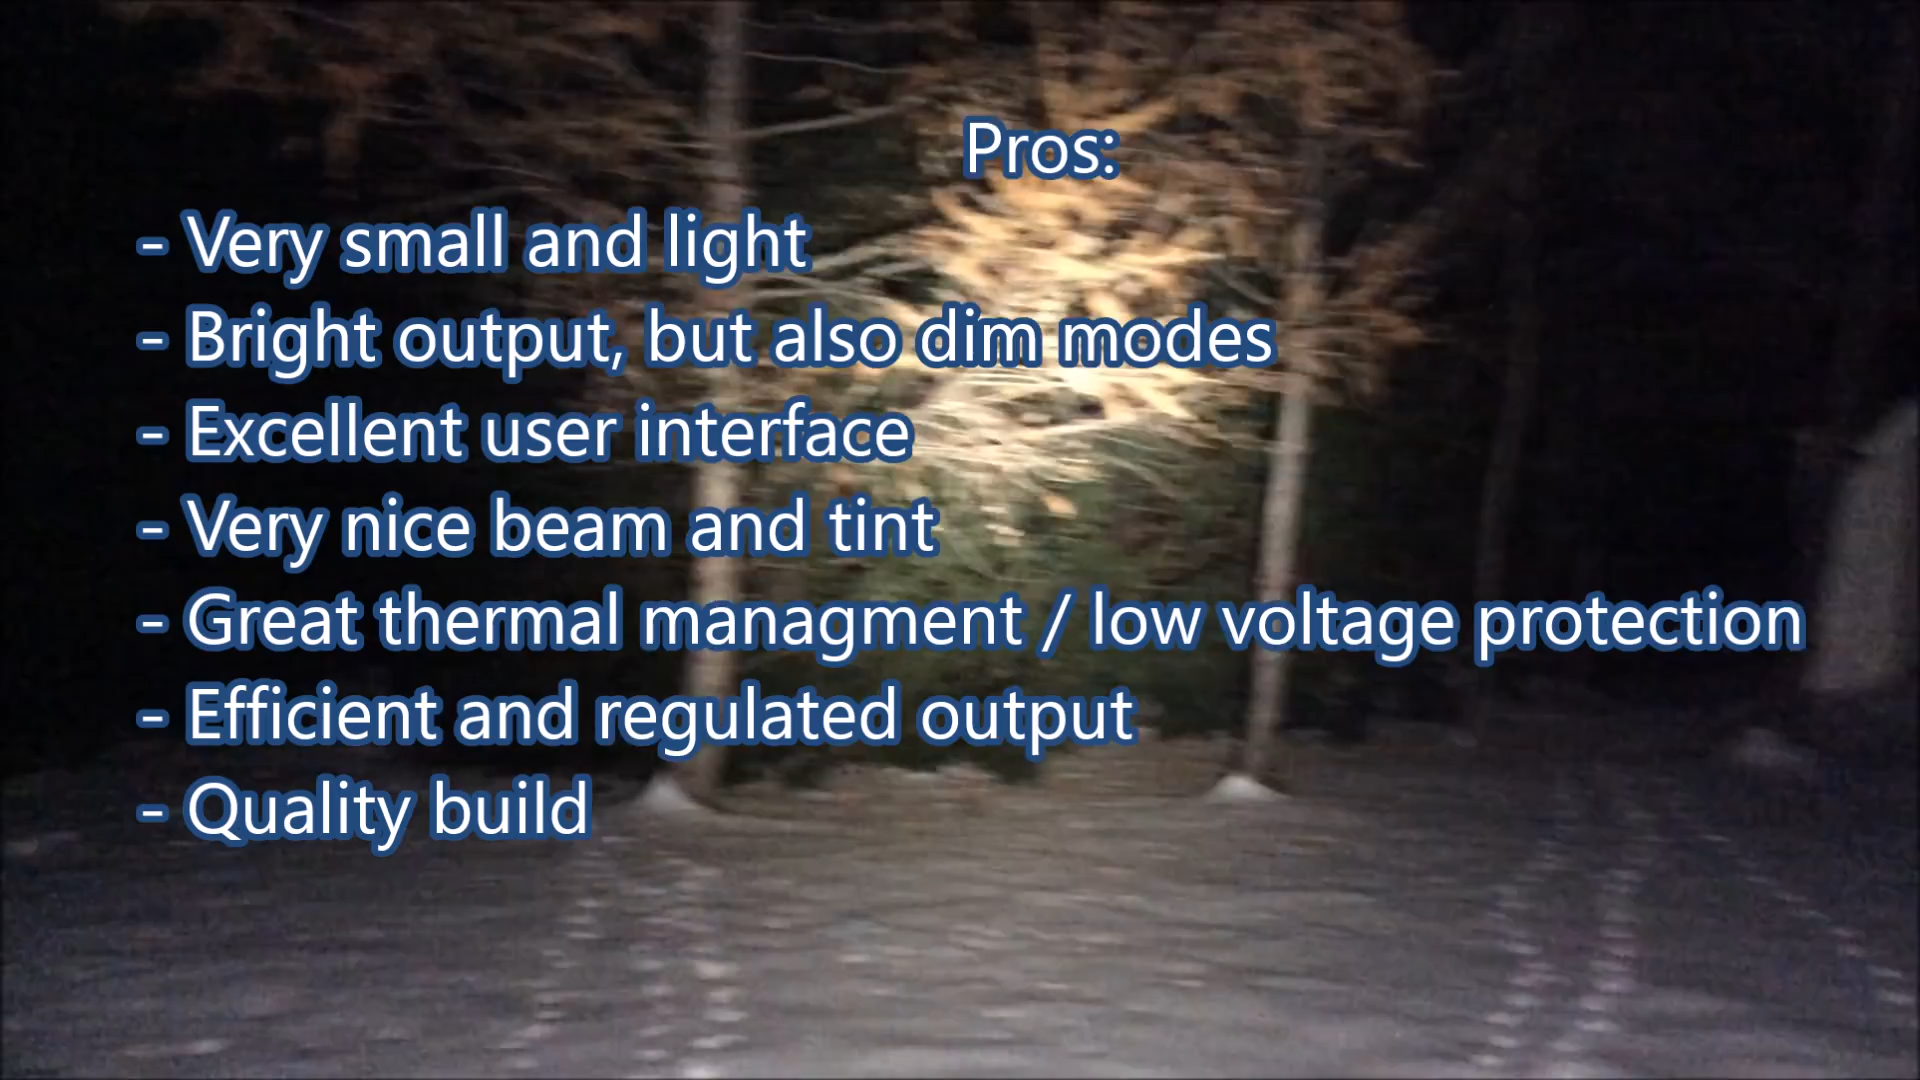 Pros:
- Very small and light
- Bright output, but also dim modes
- Excellent user interface
- Very nice beam and tint
- Great thermal managment / low voltage protection
- Efficient and regulated output
- Quality build